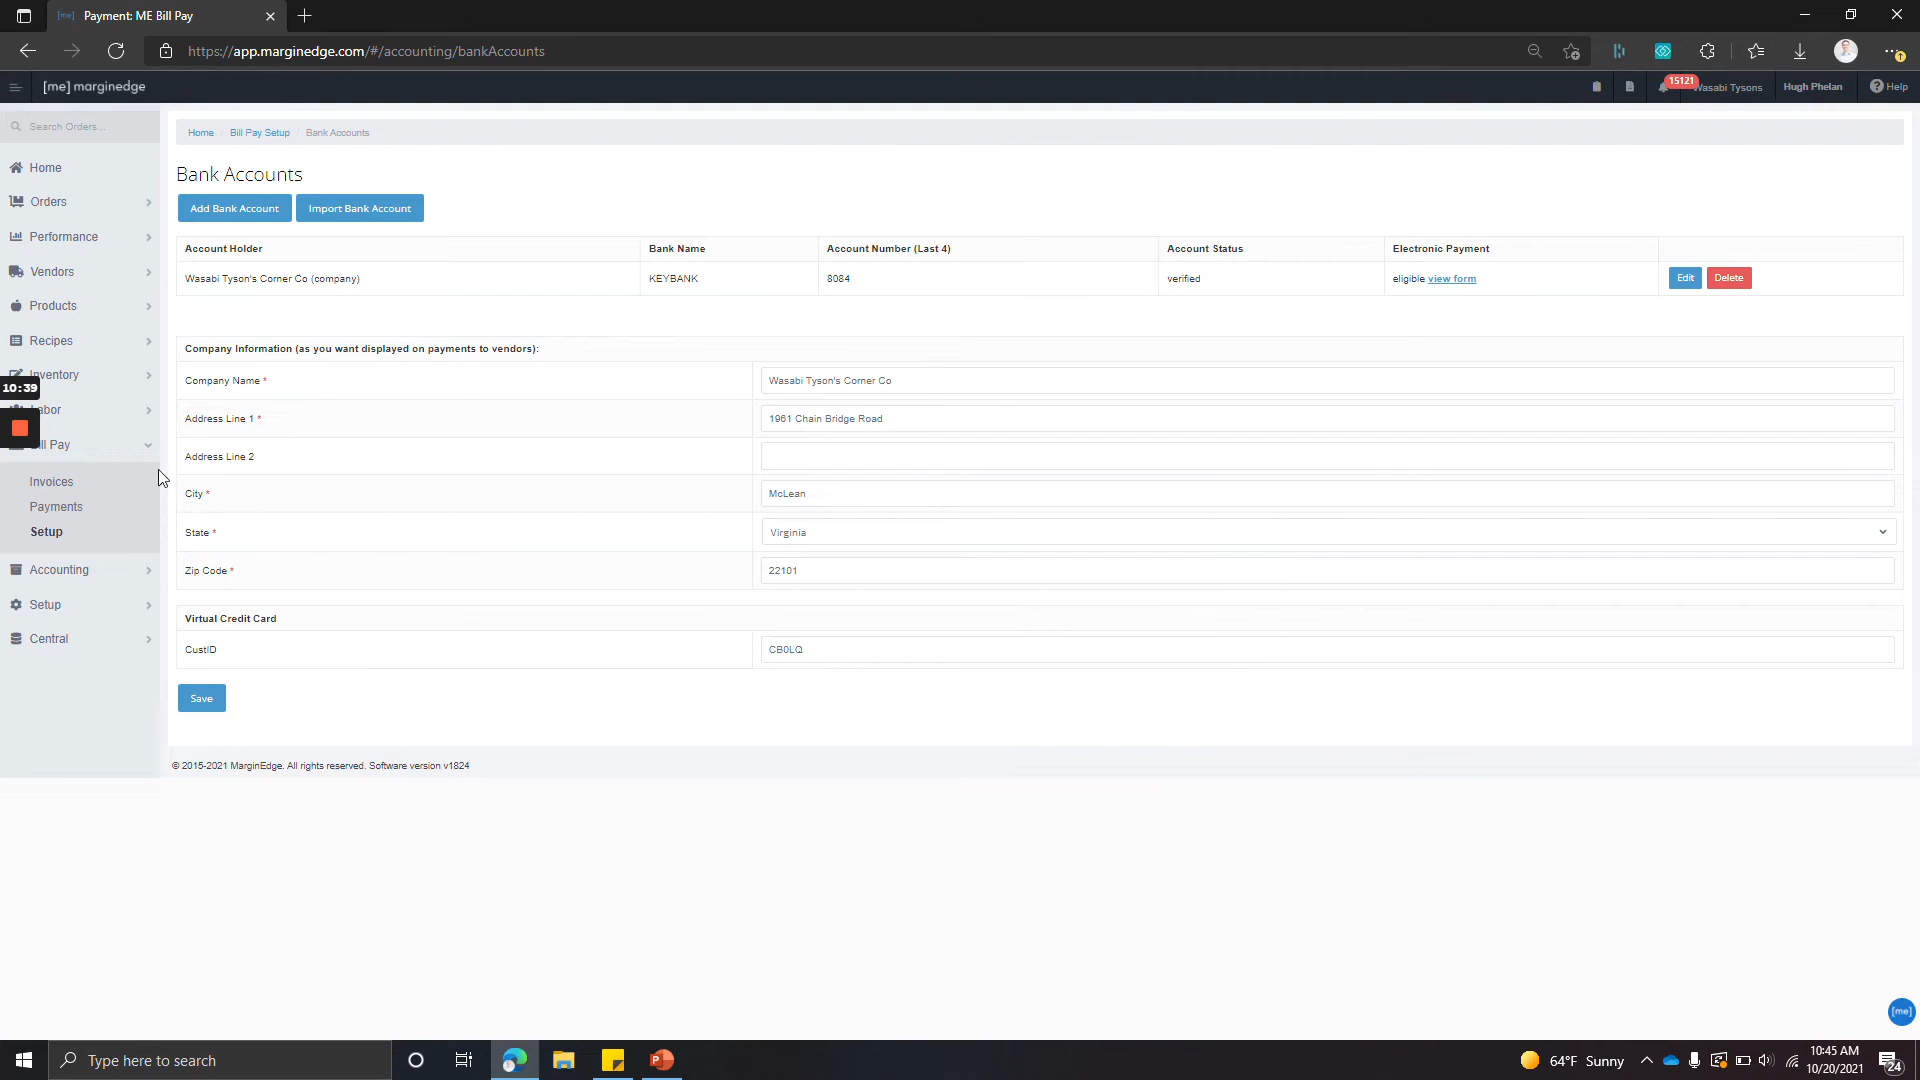 Payment: ME Bill Pay
https://app.marginedge.com/#/accounting/bankAccounts
[me] marginedge
15121
Wasabi Tysons
Hugh Phelan
Help
Search Orders...
Home
Orders
Performance
Vendors
Products
Recipes
Inventory
10:39
Labor
Bill Pay
Invoices
Payments
Setup
Accounting
Setup
Central
Home / Bill Pay Setup / Bank Accounts
Bank Accounts
Add Bank Account
Import Bank Account
Account Holder Bank Name Account Number (Last 4) Account Status Electronic Payment
Wasabi Tyson's Corner Co (company) KEYBANK 8084 verified eligible view form Edit Delete
Company Information (as you want displayed on payments to vendors):
Company Name * Wasabi Tyson's Corner Co
Address Line 1 * 1961 Chain Bridge Road
Address Line 2
City * McLean
State * Virginia
Zip Code * 22101
Virtual Credit Card
CustID CB0LQ
Save
© 2015-2021 MarginEdge. All rights reserved. Software version v1824
[me]
Type here to search
64°F Sunny
10:45 AM
10/20/2021
24